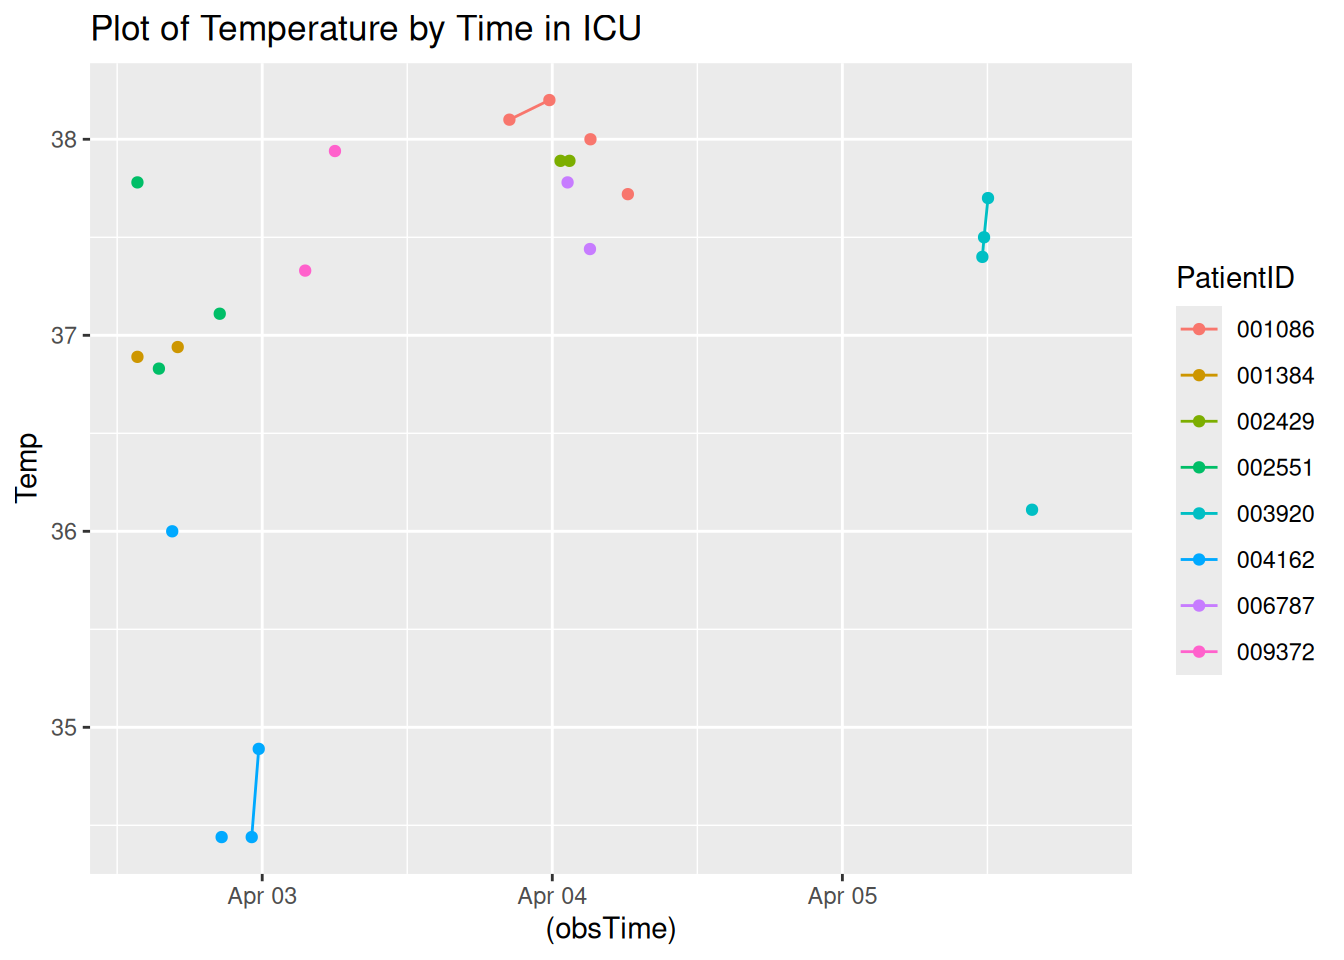 Plot of Temperature by Time in ICU
38
37
36
35
Temp
Apr 03
Apr 04
Apr 05
(obsTime)
PatientID
001086
001384
002429
002551
003920
004162
006787
009372